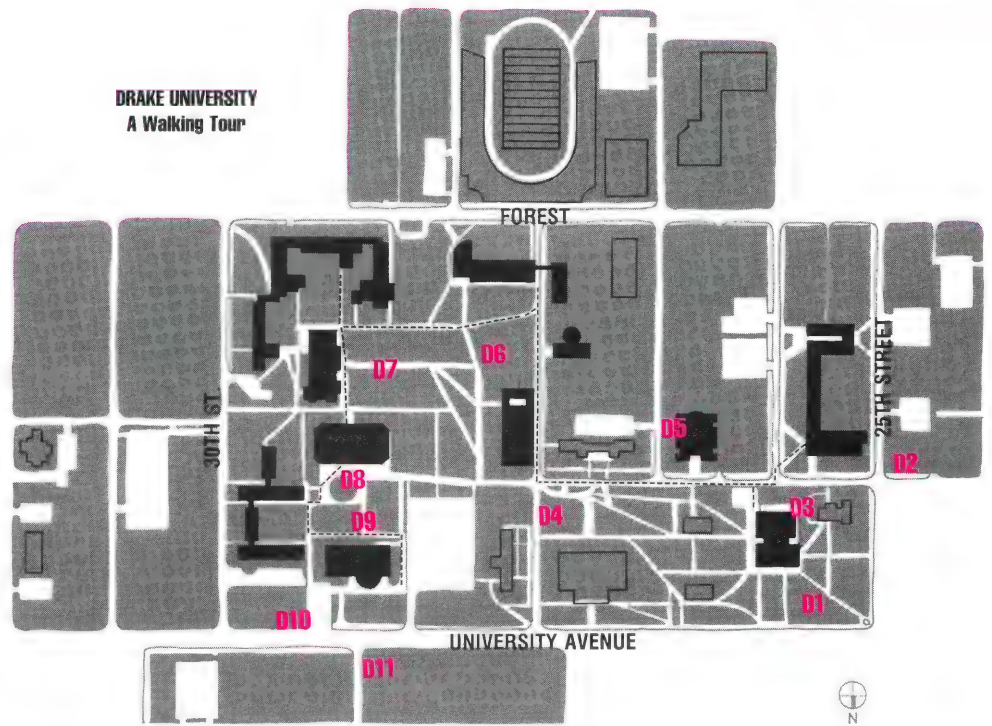 DRAKE UNIVERSITY
A Walking Tour
FOREST
30TH ST.
25TH STREET
D7
D6
D5
D2
D8
D9
D4
D3
D1
D10
UNIVERSITY AVENUE
D11
N